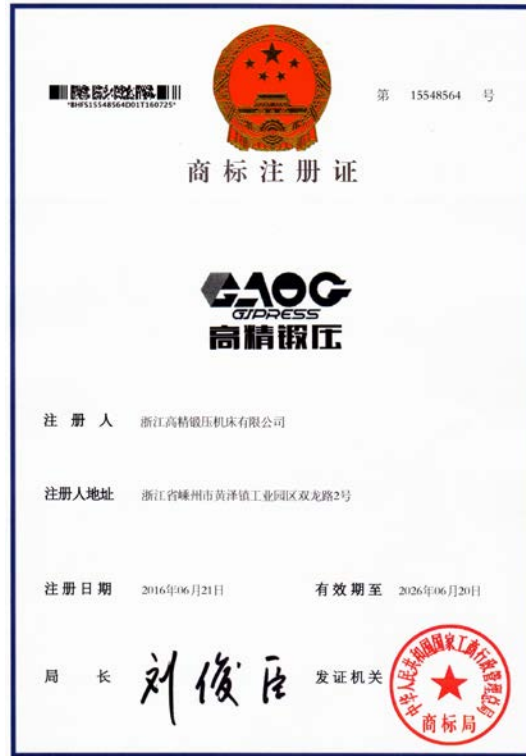 *BHFS15548564D01T160725*
第 15548564 号
商标注册证
GAOG
GJPRESS
高精锻压
注册人 浙江高精锻压机床有限公司
注册人地址 浙江省嵊州市黄泽镇工业园区双龙路2号
注册日期 2016年06月21日 有效期至 2026年06月20日
局长 刘俊臣 发证机关
中华人民共和国国家工商行政管理总局
商标局